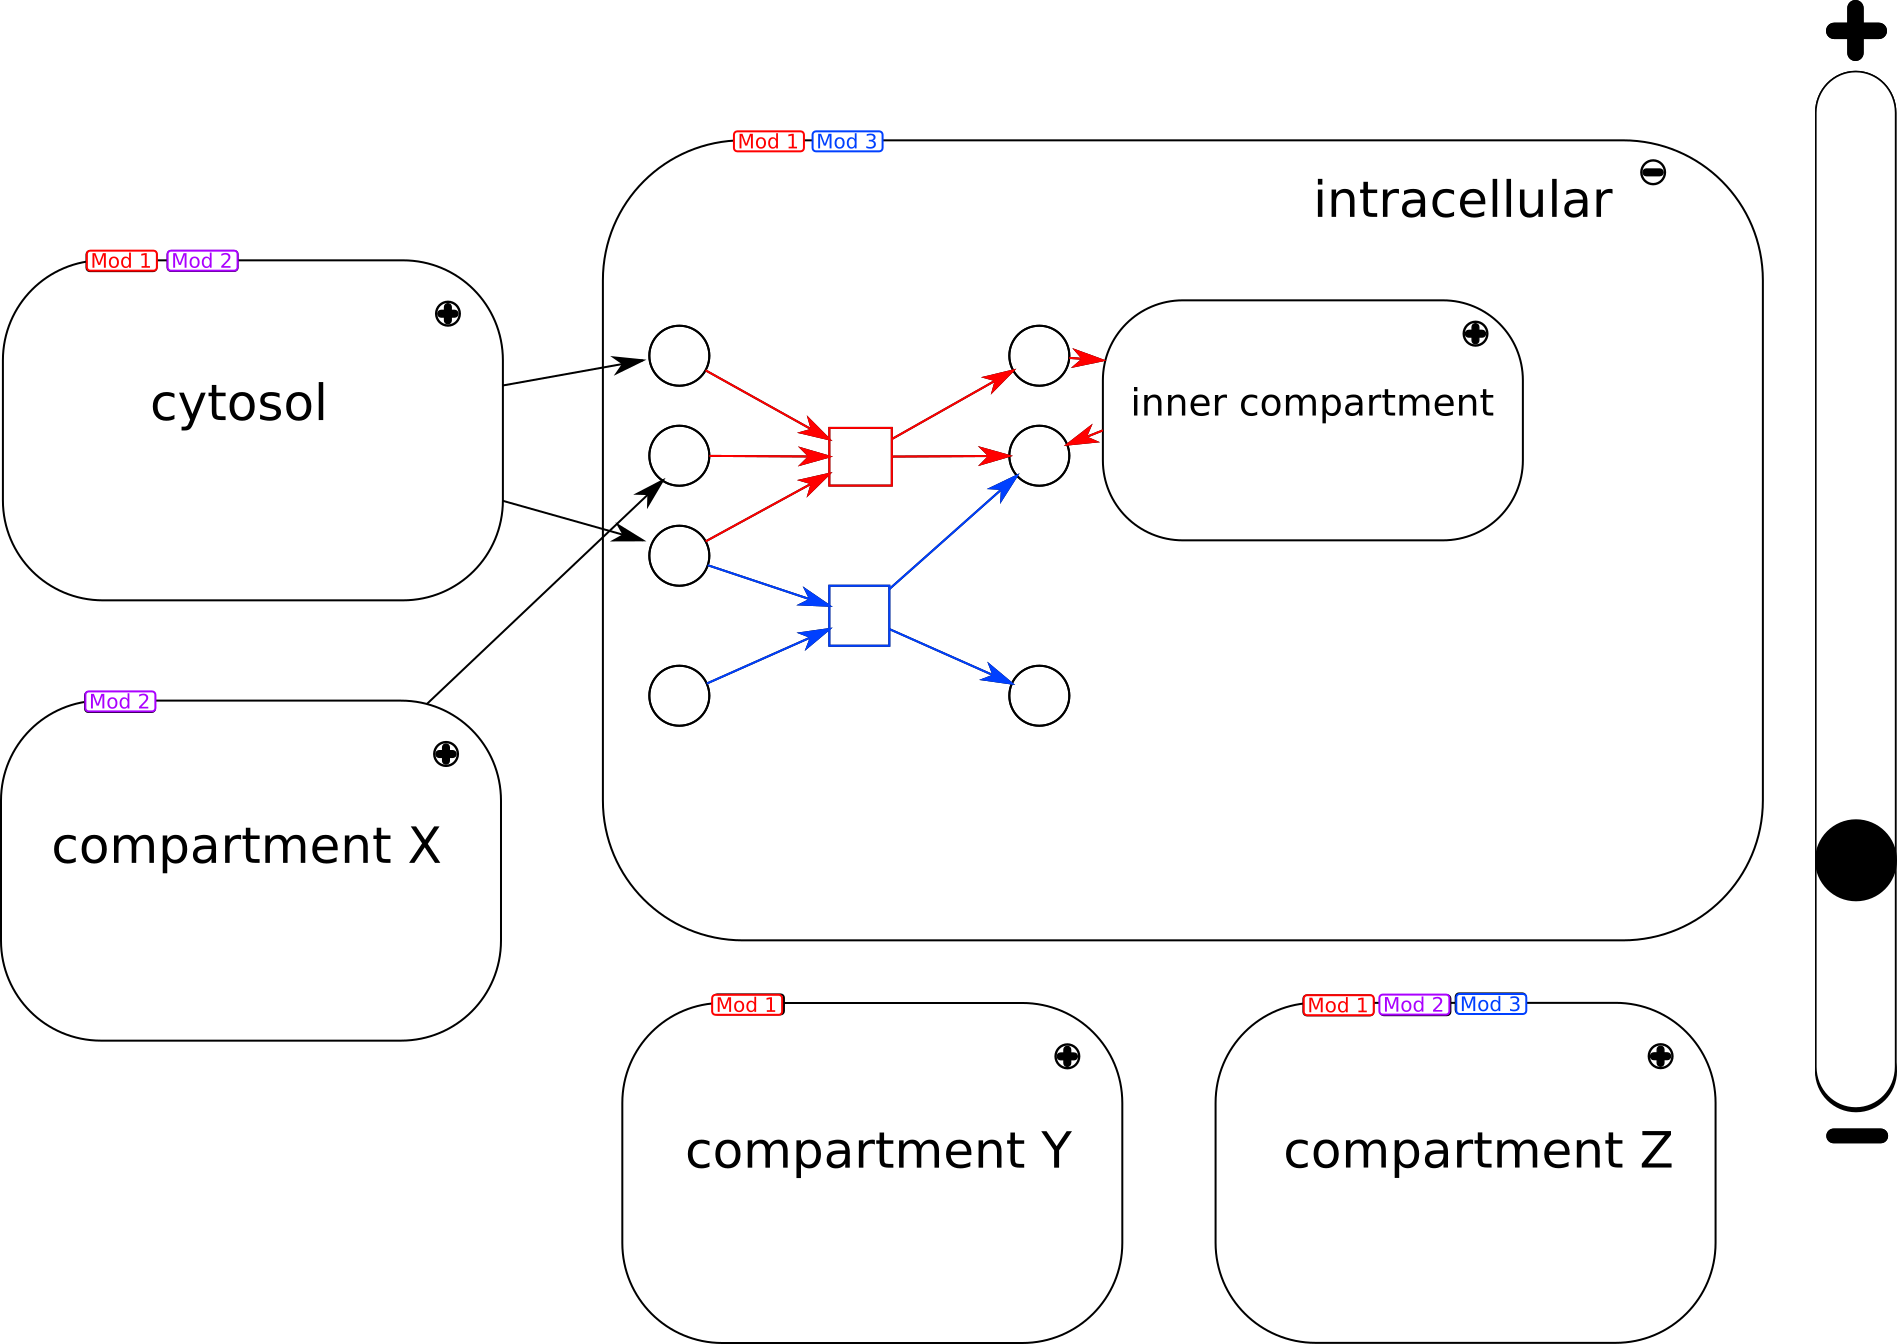 Mod 1 Mod 3
intracellular
Mod 1 Mod 2
cytosol
inner compartment
Mod 2
compartment X
Mod 1
compartment Y
Mod 1 Mod 2 Mod 3
compartment Z